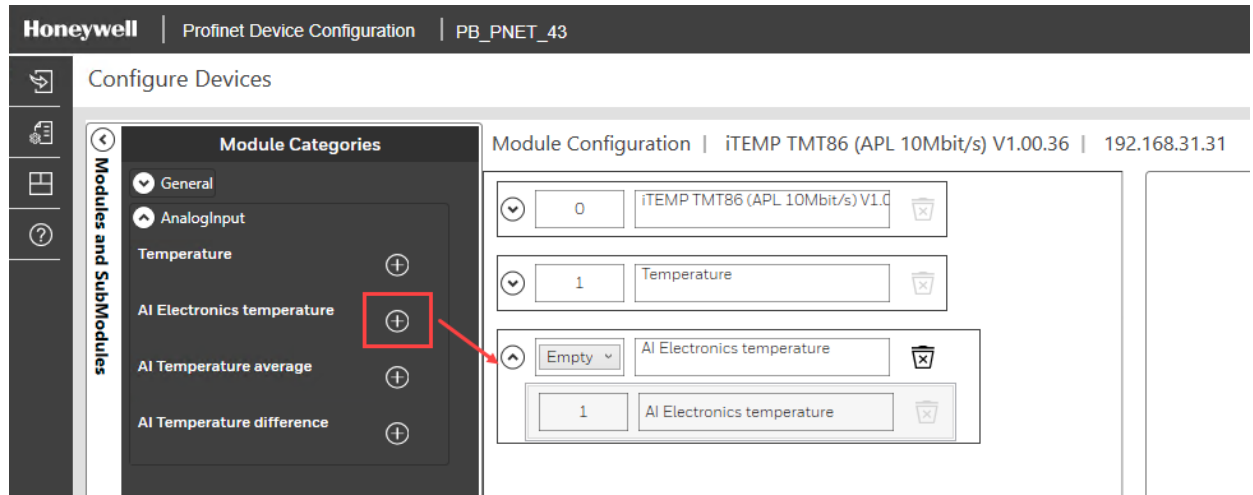 Honeywell | Profinet Device Configuration | PB_PNET_43
Configure Devices
Modules and SubModules
Module Categories
General
AnalogInput
Temperature
AI Electronics temperature
AI Temperature average
AI Temperature difference
Module Configuration | iTEMP TMT86 (APL 10Mbit/s) V1.00.36 | 192.168.31.31
0 iTEMP TMT86 (APL 10Mbit/s) V1.0
1 Temperature
Empty AI Electronics temperature
1 AI Electronics temperature